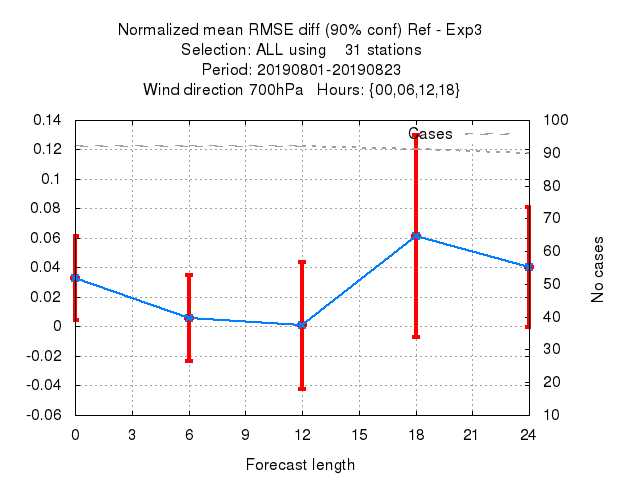 Normalized mean RMSE diff (90% conf) Ref - Exp3
Selection: ALL using    31 stations
Period: 20190801-20190823
Wind direction 700hPa   Hours: {00,06,12,18}
Cases
0.14
0.12
0.1
0.08
0.06
0.04
0.02
0
-0.02
-0.04
-0.06
100
90
80
70
60
50
40
30
20
10
No cases
0 3 6 9 12 15 18 21 24
Forecast length